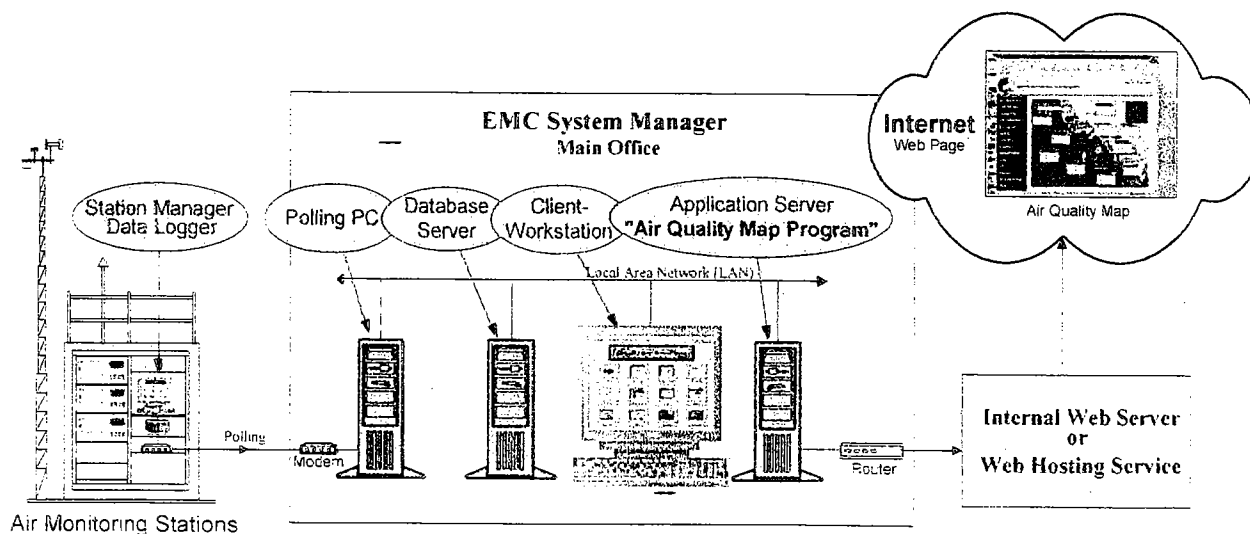 EMC System Manager
Main Office
Internet
Web Page
Air Quality Map
Station Manager
Data Logger
Polling PC
Database
Server
Client-
Workstation
Application Server
"Air Quality Map Program"
Local Area Network (LAN)
Polling
Modem
Router
Internal Web Server
or
Web Hosting Service
Air Monitoring Stations